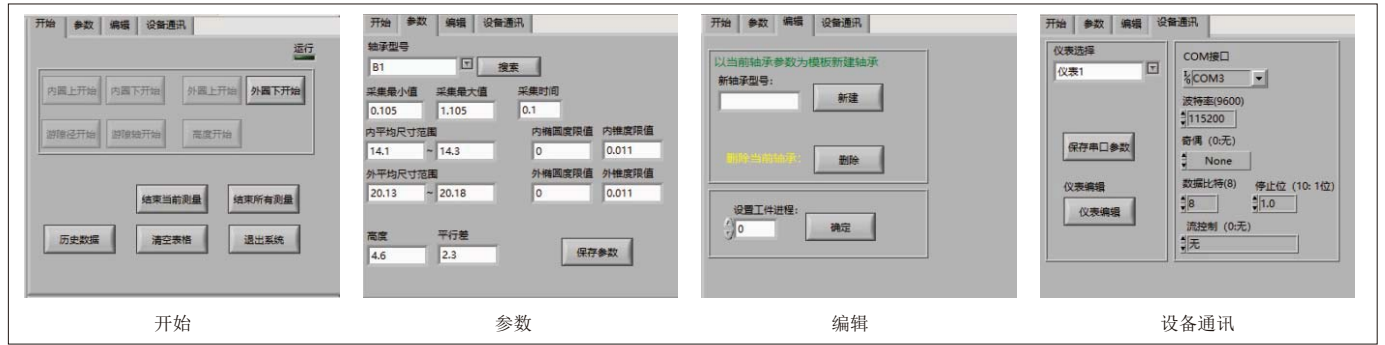 开始 参数 编辑 设备通讯
运行
内圆上开始 内圆下开始 外圆上开始 外圆下开始
游隙径开始 游隙轴开始 高度开始
结束当前测量 结束所有测量
历史数据 清空表格 退出系统
开始
开始 参数 编辑 设备通讯
轴承型号
B1 搜索
采集最小值 采集最大值 采集时间
0.105 1.105 0.1
内平均尺寸范围 内椭圆度限值 内锥度限值
14.1 ~ 14.3 0 0.011
外平均尺寸范围 外椭圆度限值 外锥度限值
20.13 ~ 20.18 0 0.011
高度 平行差
4.6 2.3 保存参数
参数
开始 参数 编辑 设备通讯
以当前轴承参数为模板新建轴承
新轴承型号:
新建
删除当前轴承: 删除
设置工件进程:
0 确定
编辑
开始 参数 编辑 设备通讯
仪表选择
仪表1
保存串口参数
仪表编辑
仪表编辑
COM接口
COM3
波特率(9600)
115200
奇偶 (0:无)
None
数据比特(8) 停止位 (10: 1位)
8 1.0
流控制 (0:无)
无
设备通讯